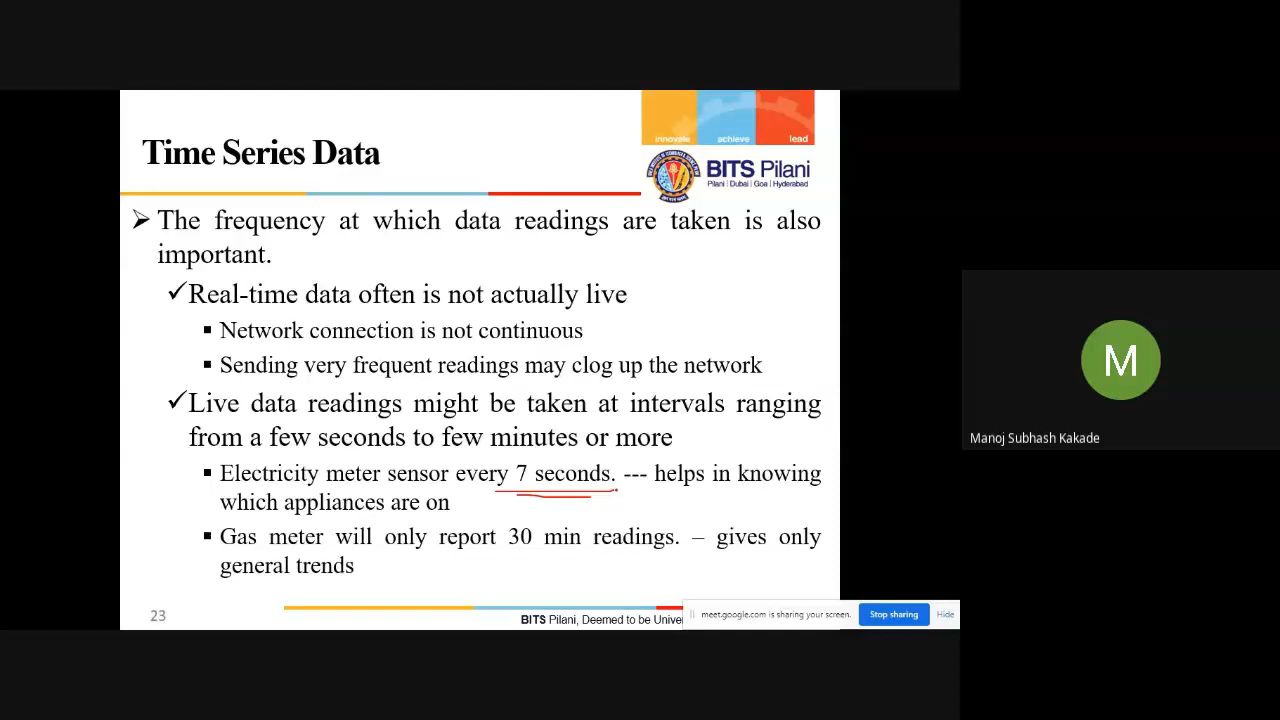 innovate achieve lead
Time Series Data
BITS Pilani
Pilani | Dubai | Goa | Hyderabad
➢ The frequency at which data readings are taken is also
important.
✓Real-time data often is not actually live
▪ Network connection is not continuous
▪ Sending very frequent readings may clog up the network
✓Live data readings might be taken at intervals ranging
from a few seconds to few minutes or more
▪ Electricity meter sensor every 7 seconds. --- helps in knowing
which appliances are on
▪ Gas meter will only report 30 min readings. – gives only
general trends
M
Manoj Subhash Kakade
23
BITS Pilani, Deemed to be Univer
meet.google.com is sharing your screen. Stop sharing Hide